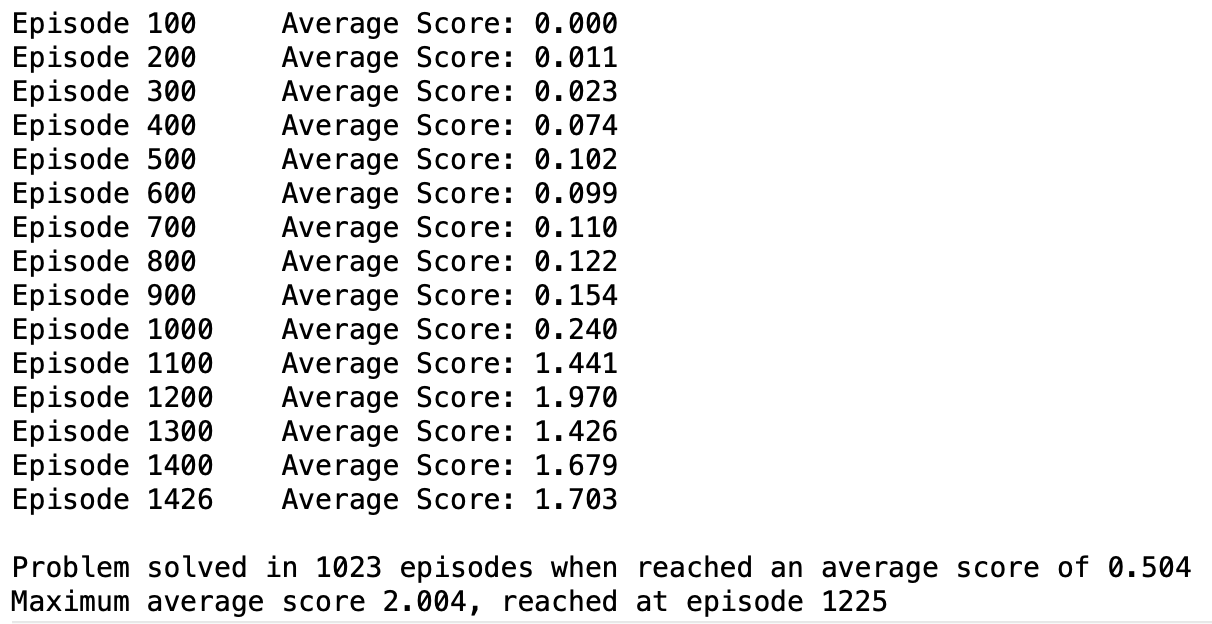 Episode 100     Average Score: 0.000
Episode 200     Average Score: 0.011
Episode 300     Average Score: 0.023
Episode 400     Average Score: 0.074
Episode 500     Average Score: 0.102
Episode 600     Average Score: 0.099
Episode 700     Average Score: 0.110
Episode 800     Average Score: 0.122
Episode 900     Average Score: 0.154
Episode 1000    Average Score: 0.240
Episode 1100    Average Score: 1.441
Episode 1200    Average Score: 1.970
Episode 1300    Average Score: 1.426
Episode 1400    Average Score: 1.679
Episode 1426    Average Score: 1.703

Problem solved in 1023 episodes when reached an average score of 0.504
Maximum average score 2.004, reached at episode 1225